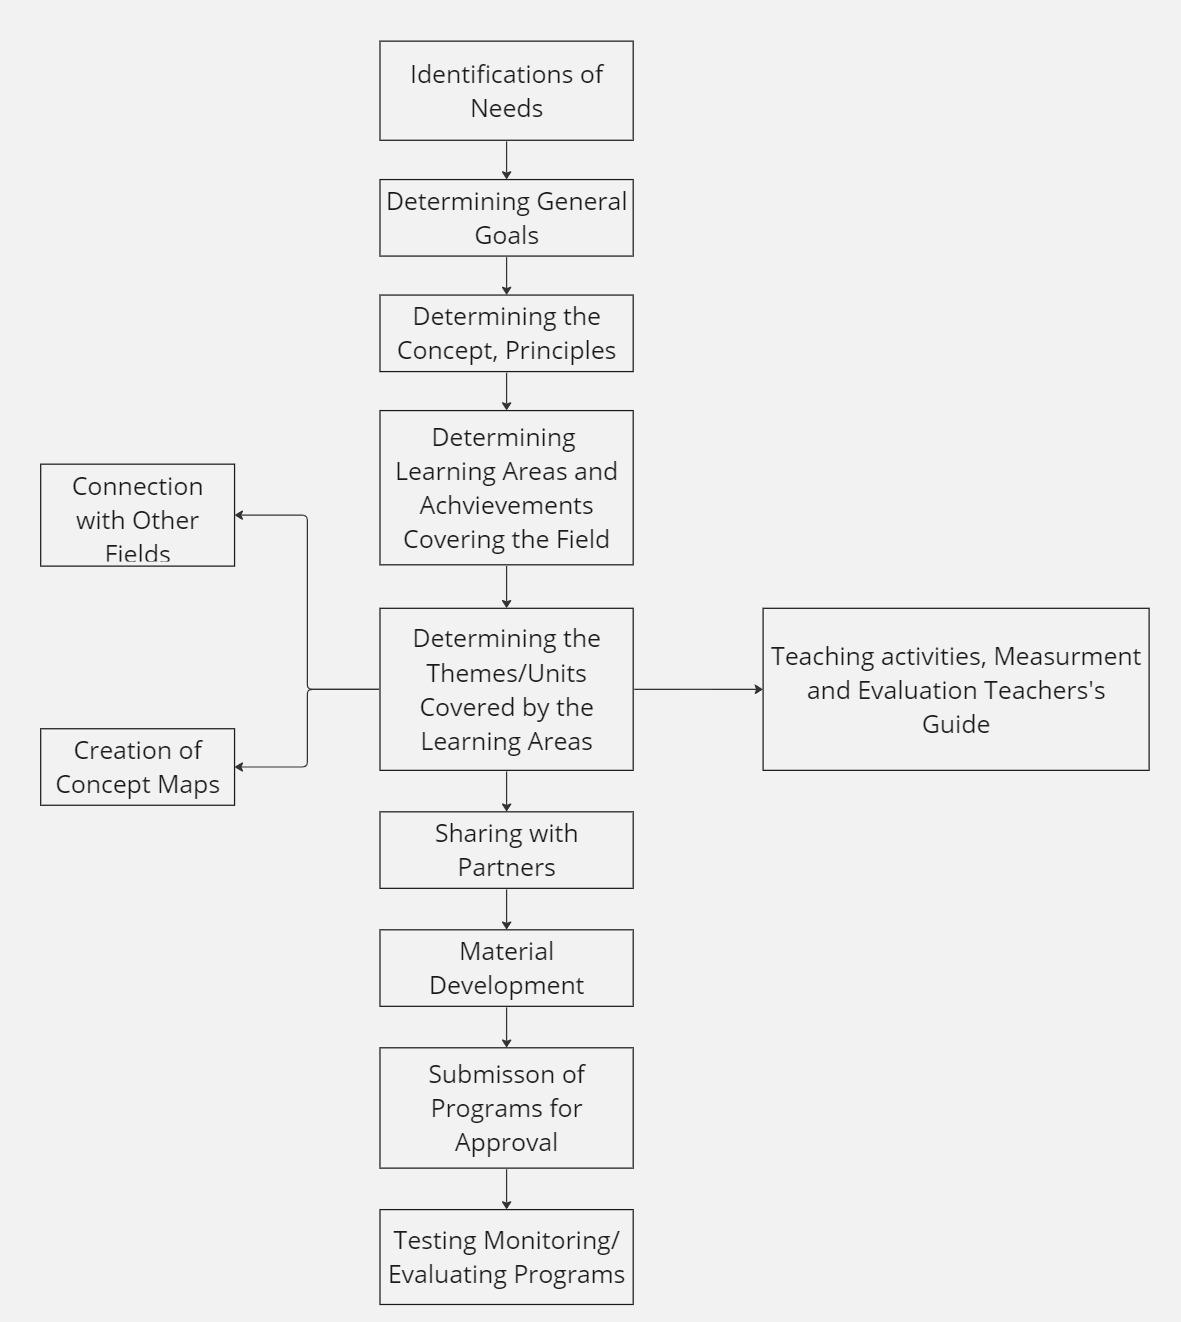 Identifications of
Needs
Determining General
Goals
Determining the
Concept, Principles
Determining
Learning Areas and
Achvievements
Covering the Field
Connection
with Other
Fields
Determining the
Themes/Units
Covered by the
Learning Areas
Teaching activities, Measurment
and Evaluation Teachers's
Guide
Creation of
Concept Maps
Sharing with
Partners
Material
Development
Submisson of
Programs for
Approval
Testing Monitoring/
Evaluating Programs